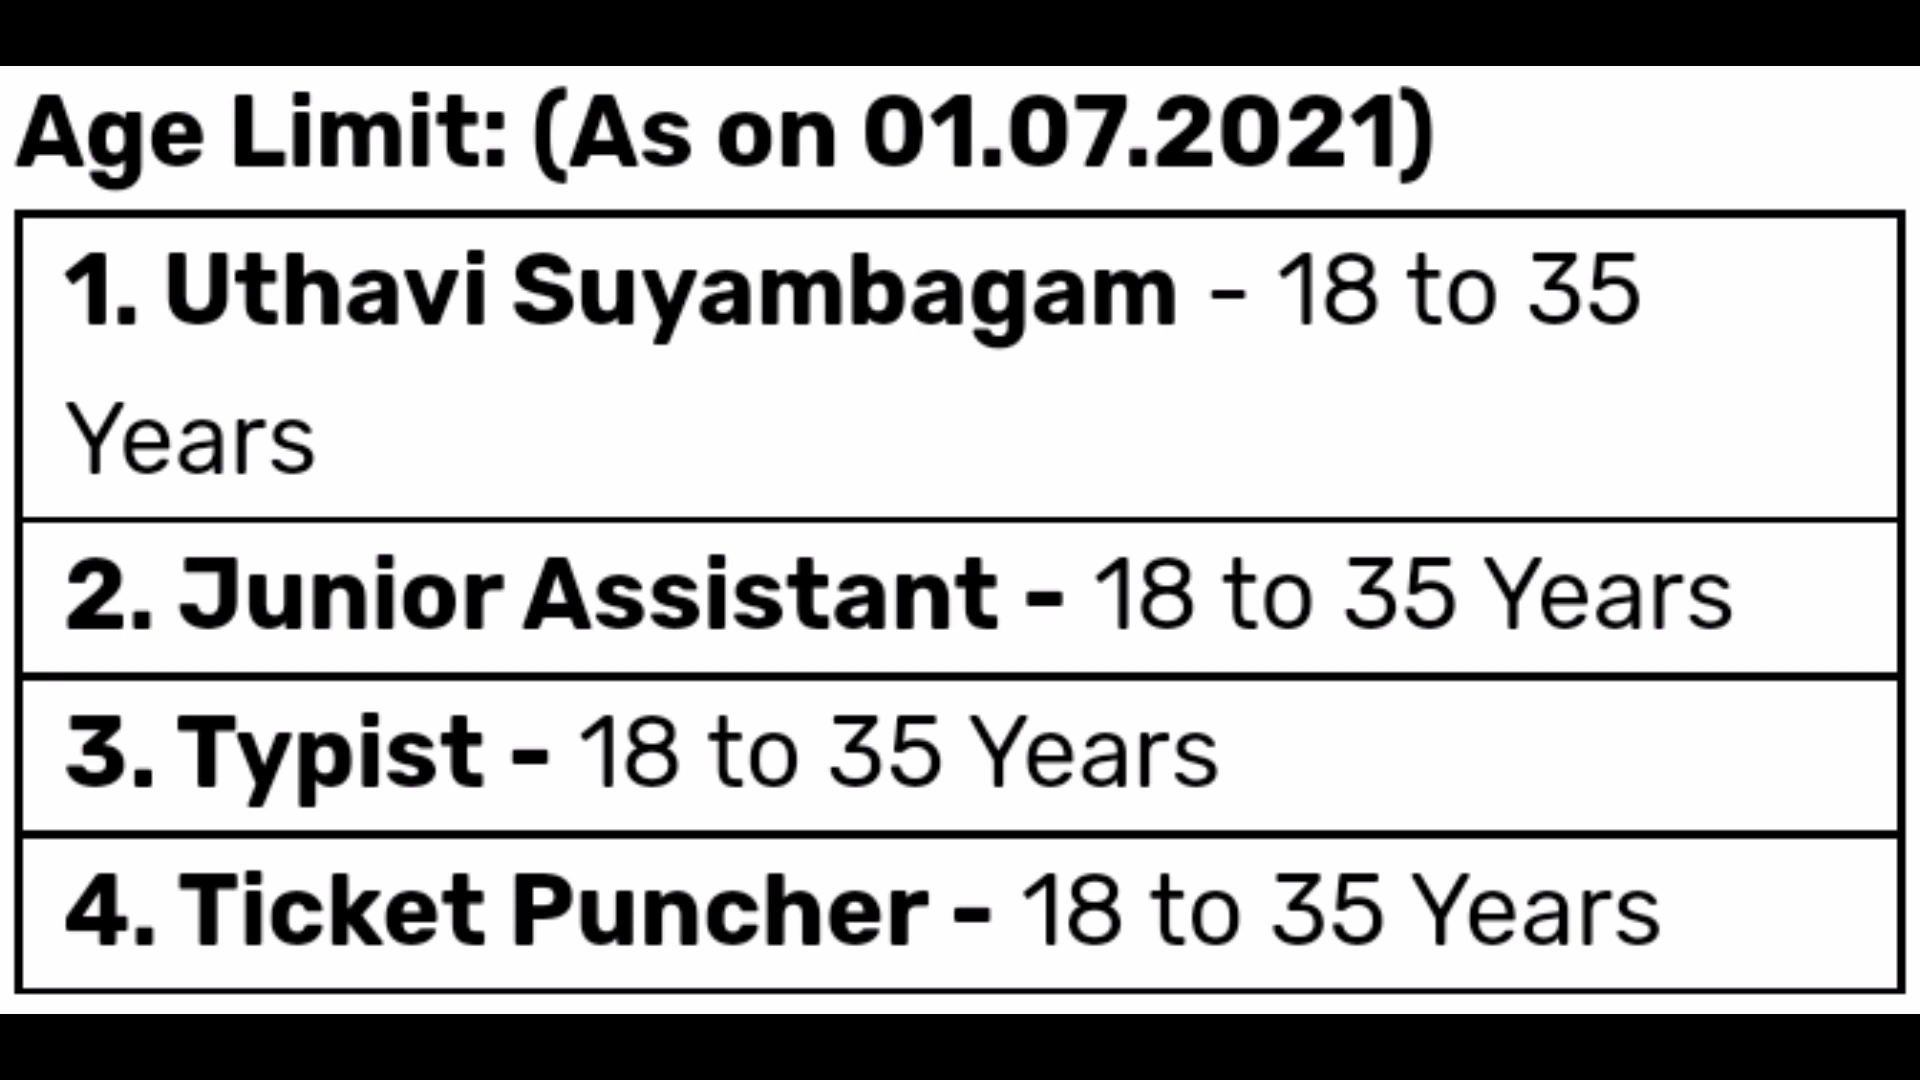 Age Limit: (As on 01.07.2021)
1. Uthavi Suyambagam - 18 to 35
Years
2. Junior Assistant - 18 to 35 Years
3. Typist - 18 to 35 Years
4. Ticket Puncher - 18 to 35 Years